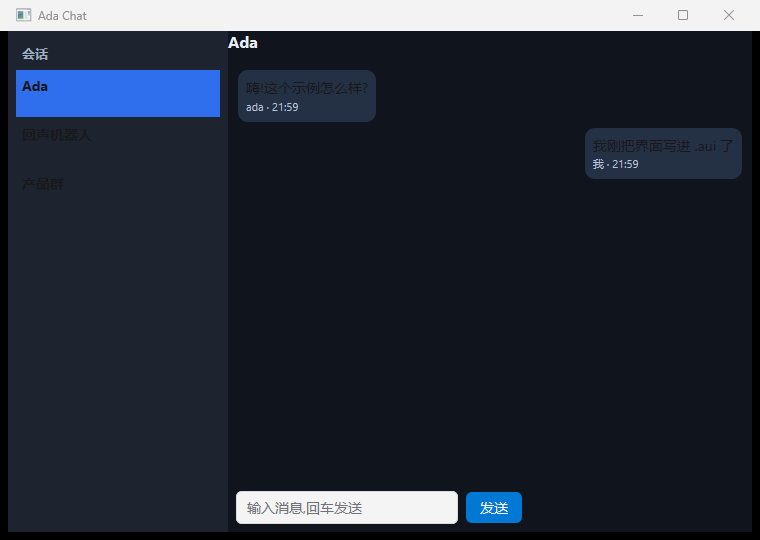 Ada Chat
会话
Ada
回声机器人
产品群
Ada
嗨!这个示例怎么样?
ada · 21:59
我刚把界面写进 .aui 了
我 · 21:59
输入消息,回车发送
发送